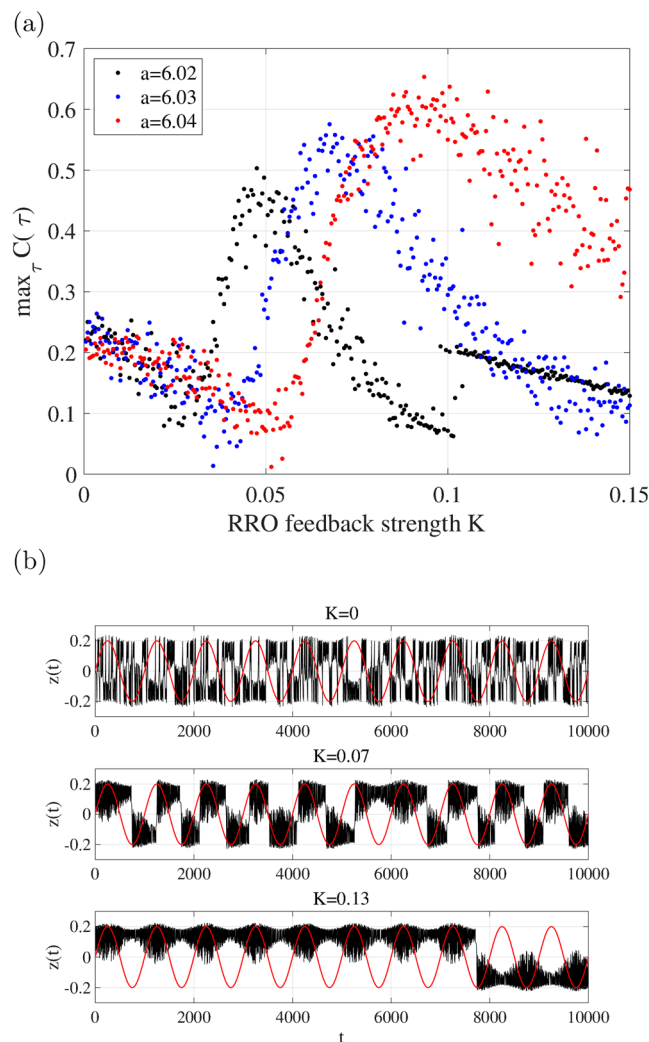 (a)
0.7
0.6
0.5
0.4
0.3
0.2
0.1
0
max_τ C( τ )
a=6.02
a=6.03
a=6.04
0 0.05 0.1 0.15
RRO feedback strength K
(b)
K=0
0.2
0
-0.2
z(t)
0 2000 4000 6000 8000 10000
K=0.07
0.2
0
-0.2
z(t)
0 2000 4000 6000 8000 10000
K=0.13
0.2
0
-0.2
z(t)
0 2000 4000 6000 8000 10000
t